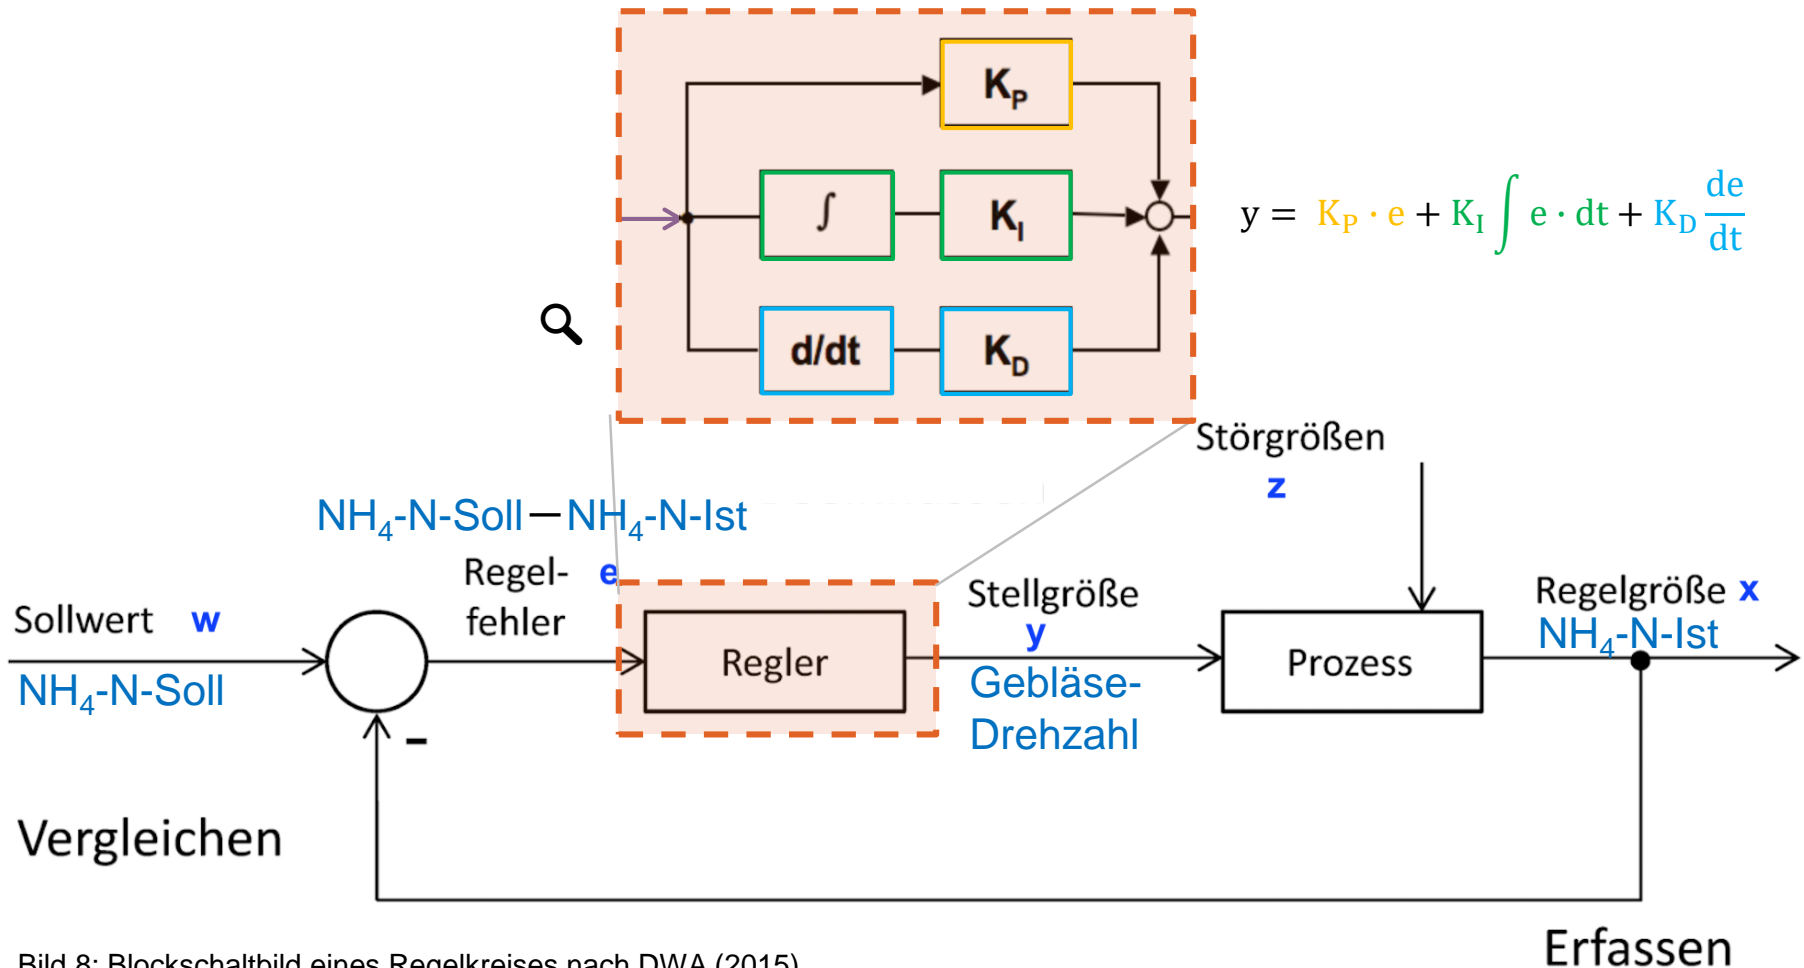 K_P
∫ K_I
d/dt K_D
y = K_P · e + K_I ∫ e · dt + K_D de/dt
Störgrößen
z
NH₄-N-Soll – NH₄-N-Ist
Regel- e
fehler
Sollwert w
NH₄-N-Soll
Regler
Stellgröße
y
Gebläse-
Drehzahl
Prozess
Regelgröße x
NH₄-N-Ist
-
Vergleichen
Erfassen
Bild 8: Blockschaltbild eines Regelkreises nach DWA (2015)